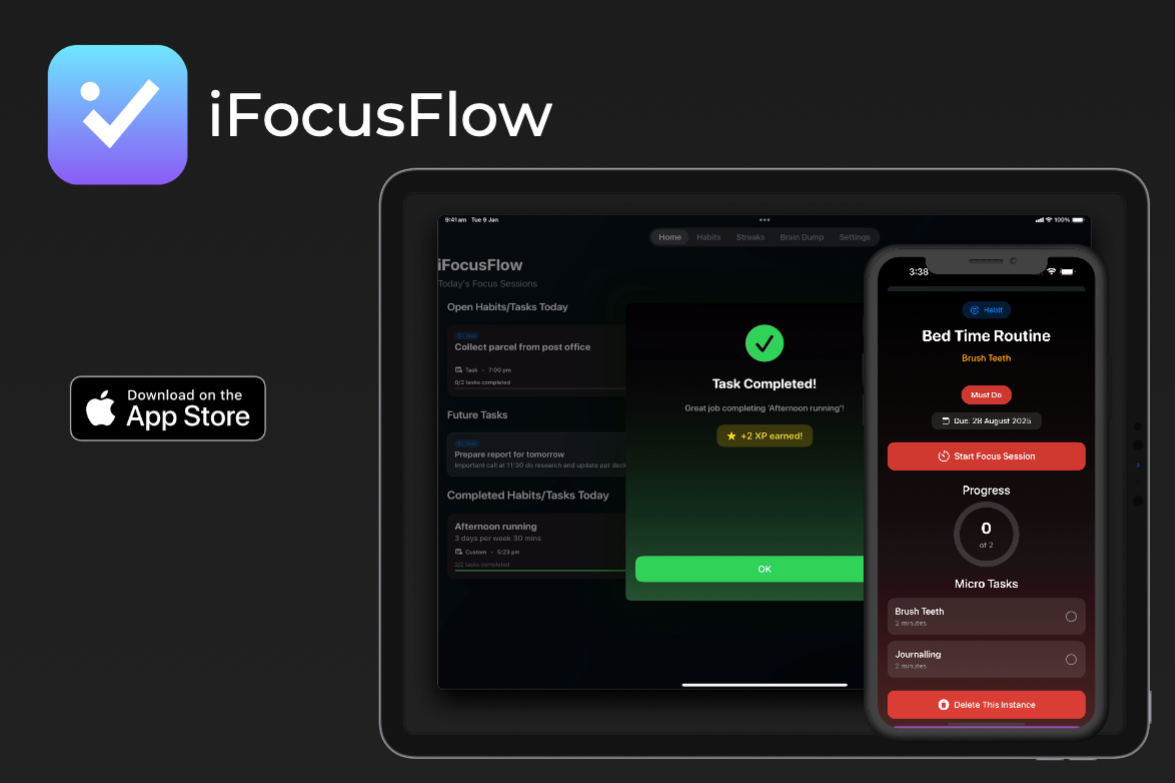 iFocusFlow
Download on the
App Store
9:41am Tue 9 Jan
100%
Home Habits Streaks Brain Dump Settings
iFocusFlow
Today's Focus Sessions
Open Habits/Tasks Today
Collect parcel from post office
Task - 7:00 pm
0/2 tasks completed
Future Tasks
Prepare report for tomorrow
Important call at 11:30 do research and update ppt deck
Completed Habits/Tasks Today
Afternoon running
3 days per week 30 mins
Custom - 5:23 pm
2/2 tasks completed
Task Completed!
Great job completing 'Afternoon running'!
+2 XP earned!
OK
3:38
Habit
Bed Time Routine
Brush Teeth
Must Do
Due: 28 August 2025
Start Focus Session
Progress
0
of 2
Micro Tasks
Brush Teeth
2 minutes
Journalling
2 minutes
Delete This Instance